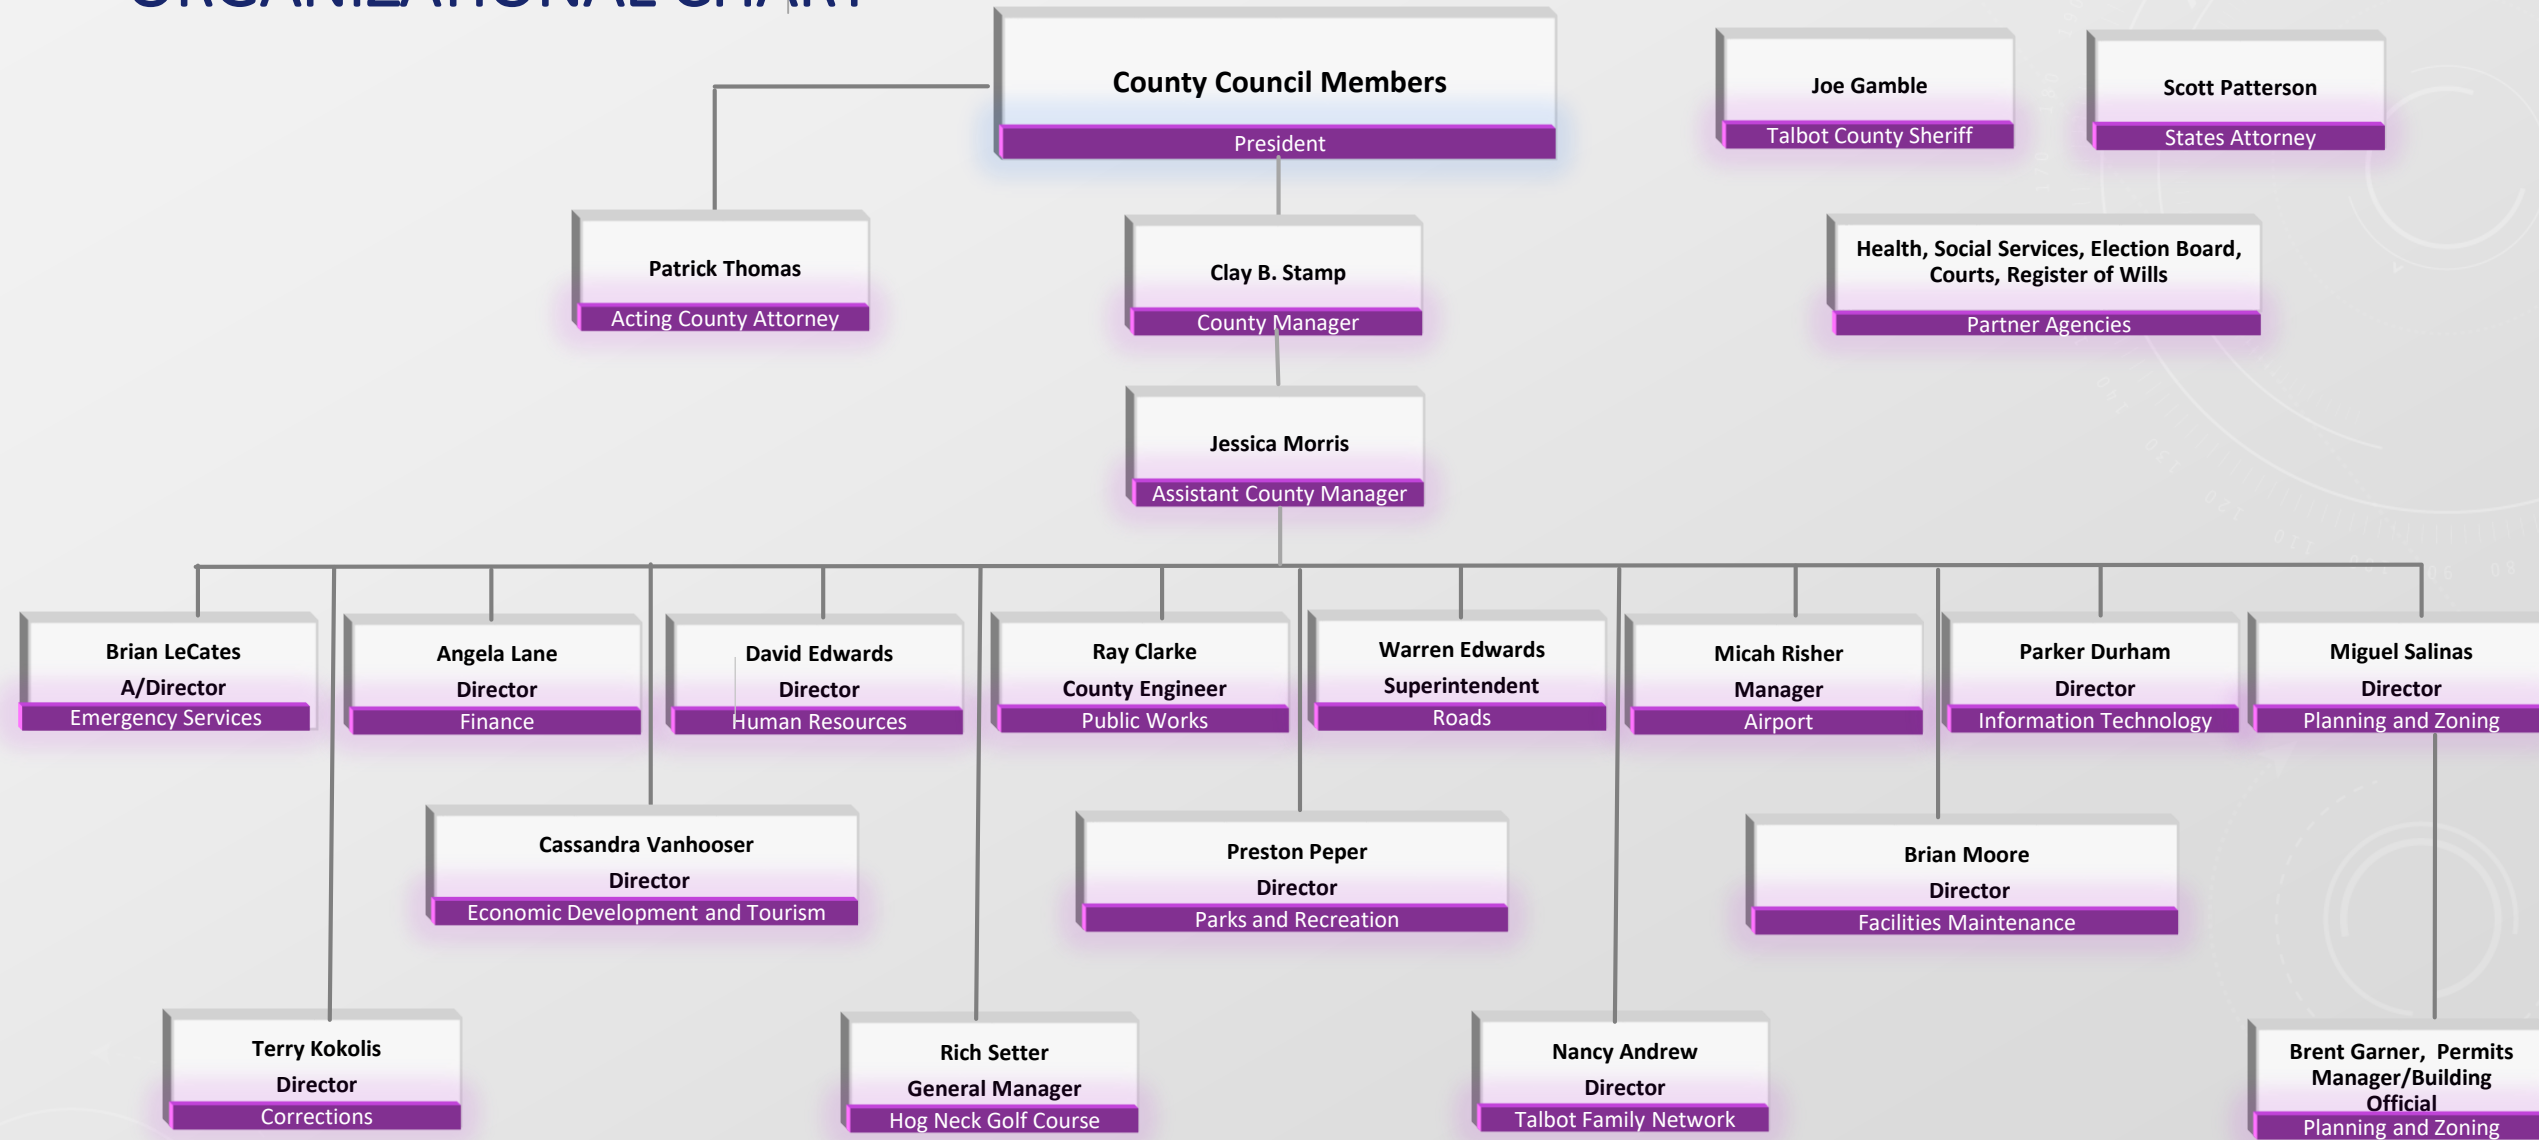 ORGANIZATIONAL CHART
County Council Members
President
Joe Gamble
Talbot County Sheriff
Scott Patterson
States Attorney
Patrick Thomas
Acting County Attorney
Clay B. Stamp
County Manager
Health, Social Services, Election Board,
Courts, Register of Wills
Partner Agencies
Jessica Morris
Assistant County Manager
Brian LeCates
A/Director
Emergency Services
Angela Lane
Director
Finance
David Edwards
Director
Human Resources
Ray Clarke
County Engineer
Public Works
Warren Edwards
Superintendent
Roads
Micah Risher
Manager
Airport
Parker Durham
Director
Information Technology
Miguel Salinas
Director
Planning and Zoning
Cassandra Vanhooser
Director
Economic Development and Tourism
Preston Peper
Director
Parks and Recreation
Brian Moore
Director
Facilities Maintenance
Terry Kokolis
Director
Corrections
Rich Setter
General Manager
Hog Neck Golf Course
Nancy Andrew
Director
Talbot Family Network
Brent Garner, Permits
Manager/Building
Official
Planning and Zoning